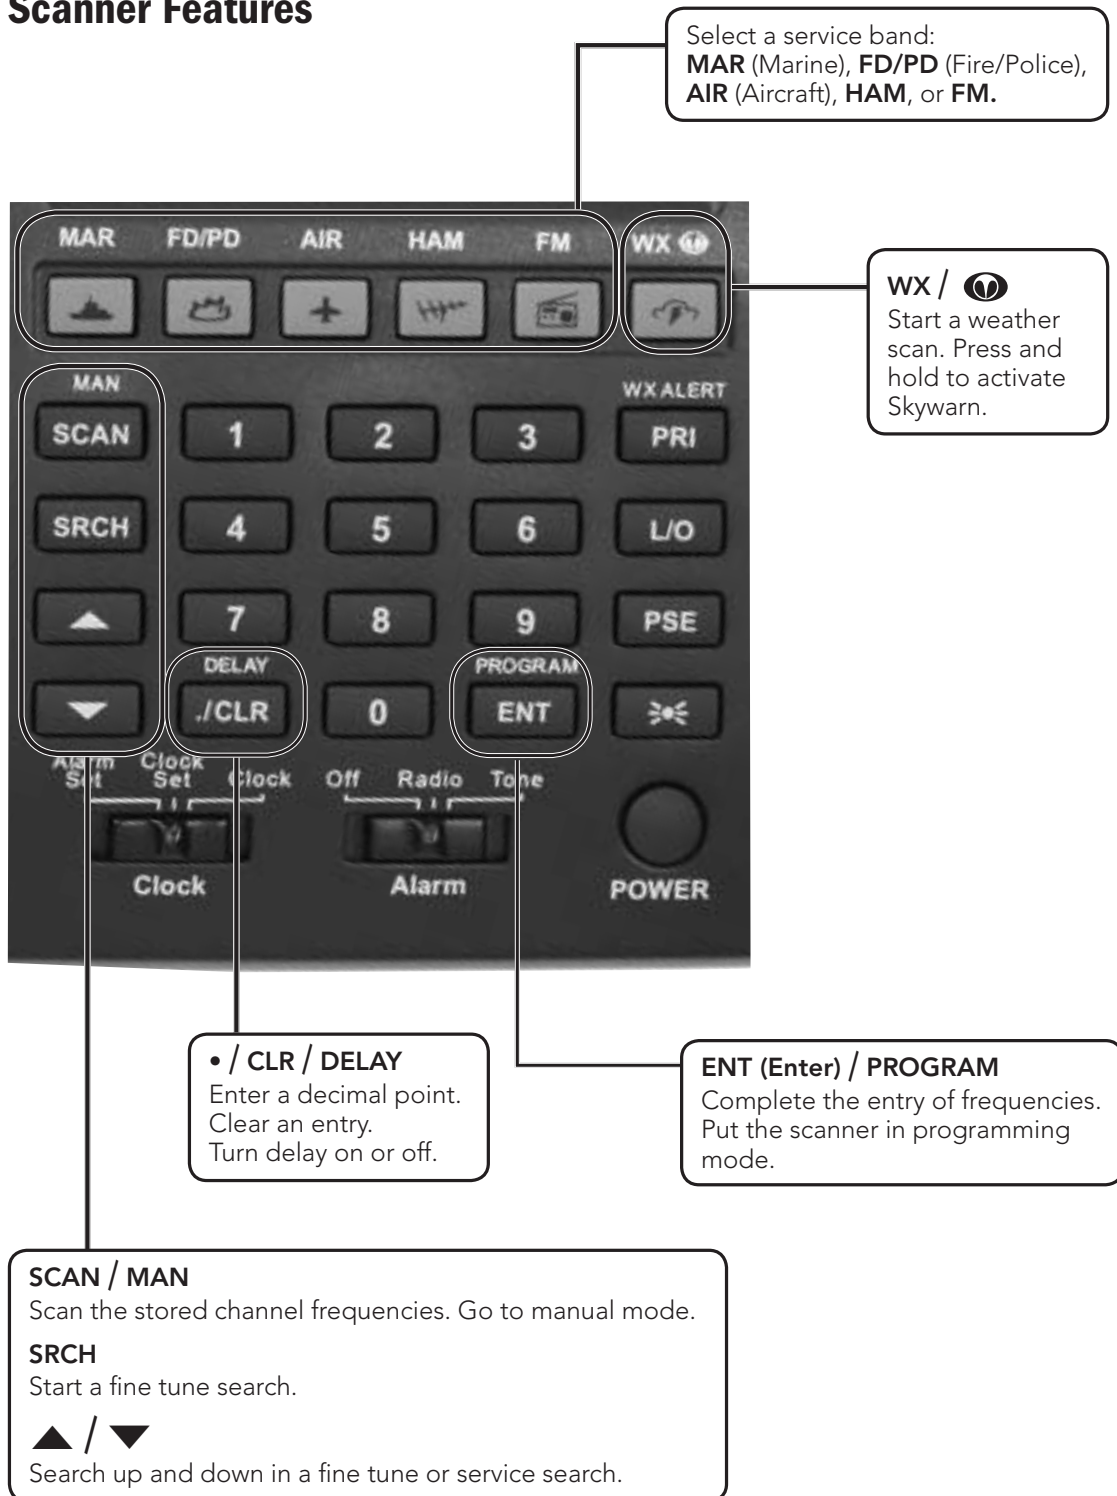 Scanner Features
Select a service band:
MAR (Marine), FD/PD (Fire/Police),
AIR (Aircraft), HAM, or FM.
MAR FD/PD AIR HAM FM WX
WX /
Start a weather
scan. Press and
hold to activate
Skywarn.
MAN WX ALERT
SCAN 1 2 3 PRI
SRCH 4 5 6 L/O
▲ 7 8 9 PSE
DELAY PROGRAM
▼ ./CLR 0 ENT
Alarm Set Clock Set Clock Off Radio Tone
Clock Alarm POWER
• / CLR / DELAY
Enter a decimal point.
Clear an entry.
Turn delay on or off.
ENT (Enter) / PROGRAM
Complete the entry of frequencies.
Put the scanner in programming
mode.
SCAN / MAN
Scan the stored channel frequencies. Go to manual mode.
SRCH
Start a fine tune search.
▲ / ▼
Search up and down in a fine tune or service search.